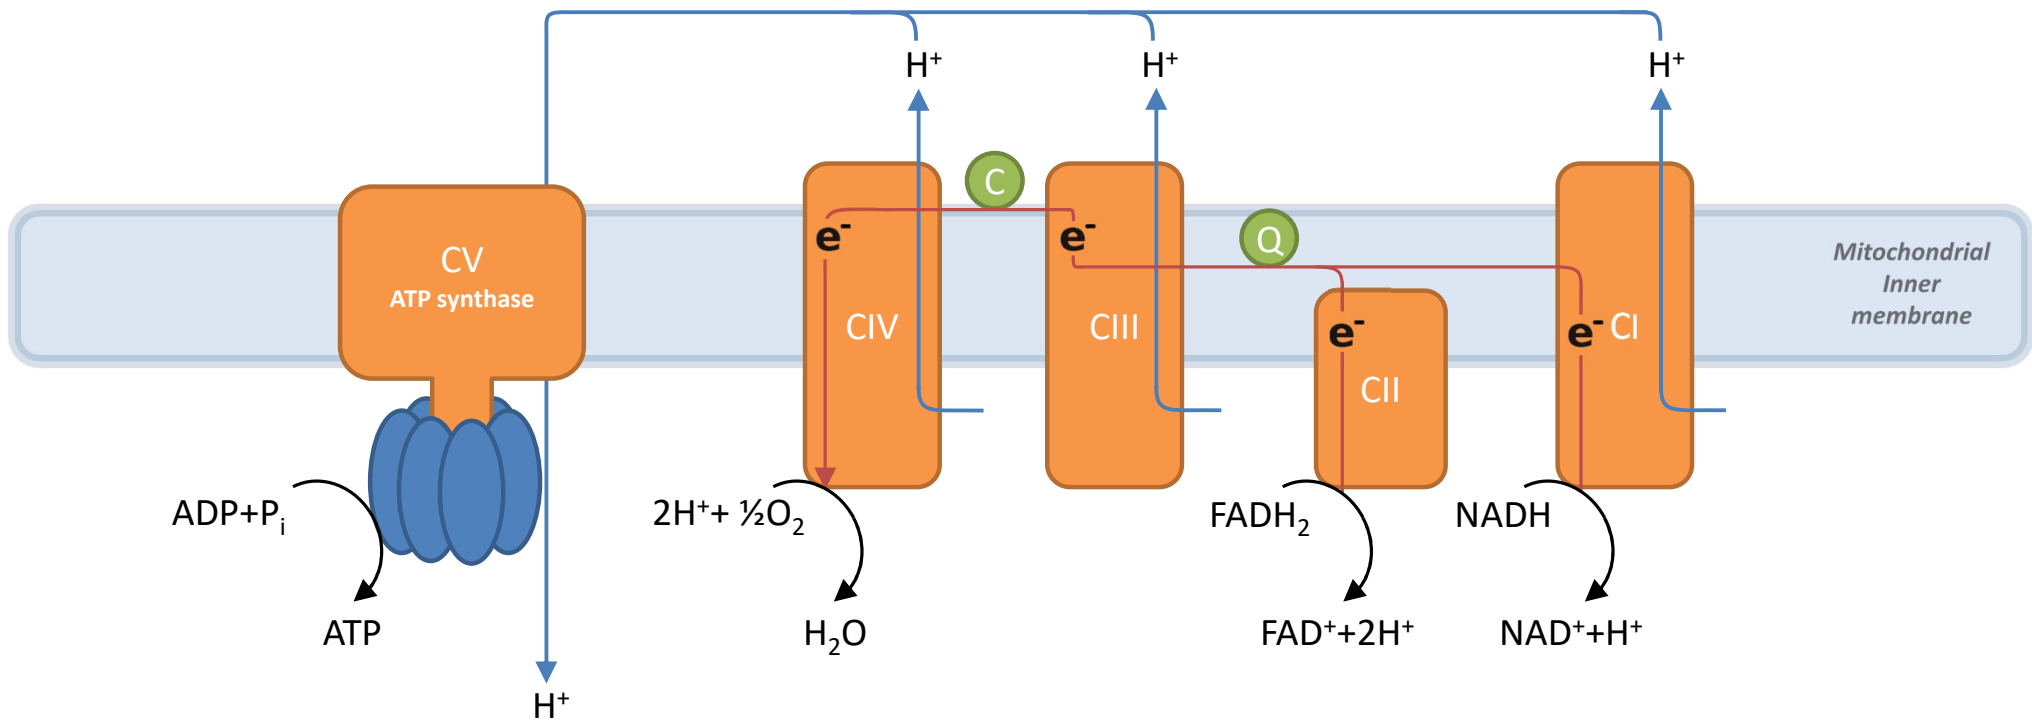 H⁺ H⁺ H⁺
C
Q
e⁻ e⁻
CV
ATP synthase
Mitochondrial
Inner
membrane
CIV CIII e⁻ e⁻ CI
CII
ADP+Pᵢ 2H⁺+ ½O₂ FADH₂ NADH
ATP H₂O FAD⁺+2H⁺ NAD⁺+H⁺
H⁺